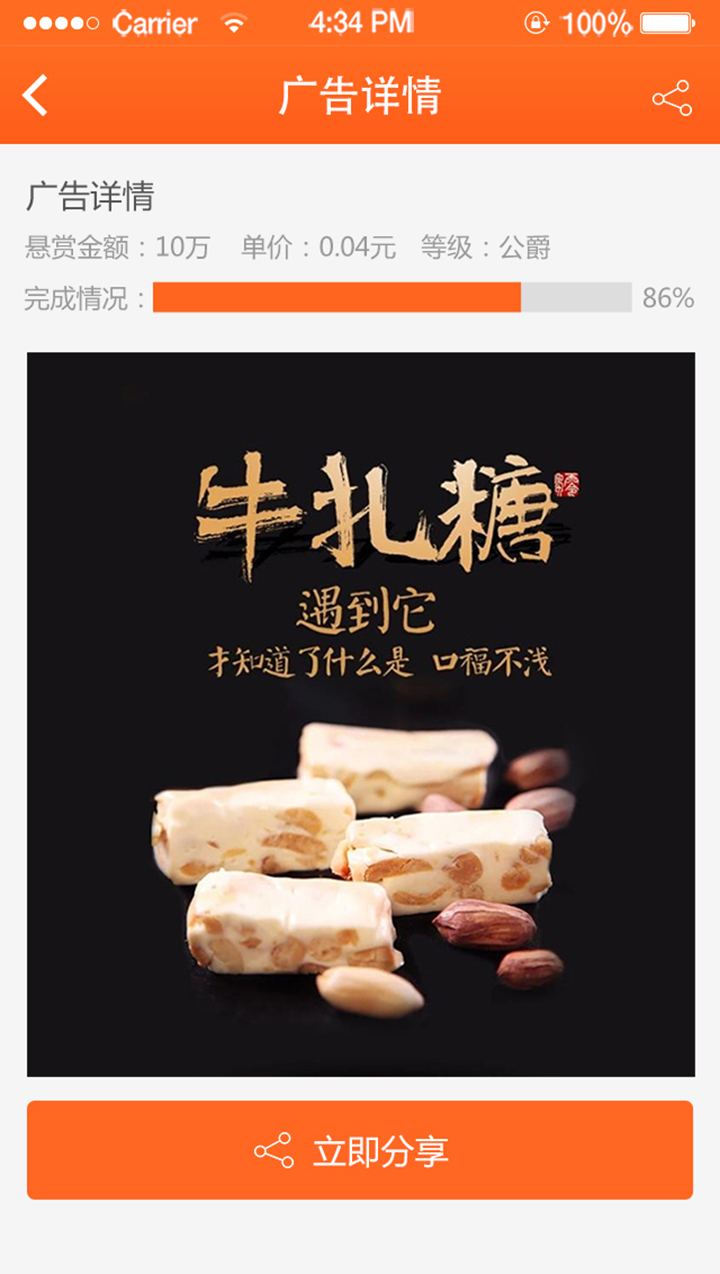 Carrier 4:34 PM 100%
广告详情
广告详情
悬赏金额：10万 单价：0.04元 等级：公爵
完成情况： 86%
牛扎糖
遇到它
才知道了什么是 口福不浅
立即分享